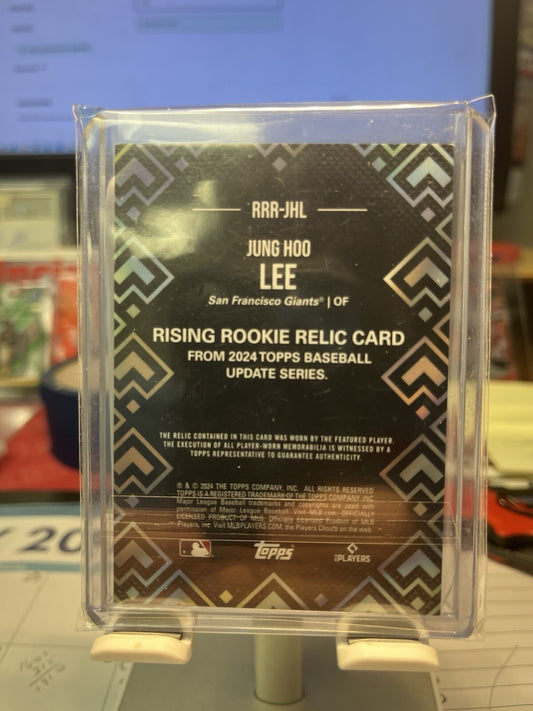 RRR-JHL
JUNG HOO
LEE
San Francisco Giants® | OF
RISING ROOKIE RELIC CARD
FROM 2024 TOPPS BASEBALL
UPDATE SERIES.
THE RELIC CONTAINED IN THIS CARD WAS WORN BY THE FEATURED PLAYER.
THE EXECUTION OF ALL PLAYER-WORN MEMORABILIA IS WITNESSED BY A
TOPPS REPRESENTATIVE TO GUARANTEE AUTHENTICITY.
® & © 2024 THE TOPPS COMPANY, INC. ALL RIGHTS RESERVED
TOPPS IS A REGISTERED TRADEMARK OF THE TOPPS COMPANY, INC
Major League Baseball trademarks and copyrights are used with
permission of Major League Baseball. Visit MLB.com. OFFICIALLY
LICENSED PRODUCT OF MLB. Officially Licensed Product of MLB
Players, Inc. Visit MLBPLAYERS.COM, the Players Choice on the web.
Topps
PLAYERS
20